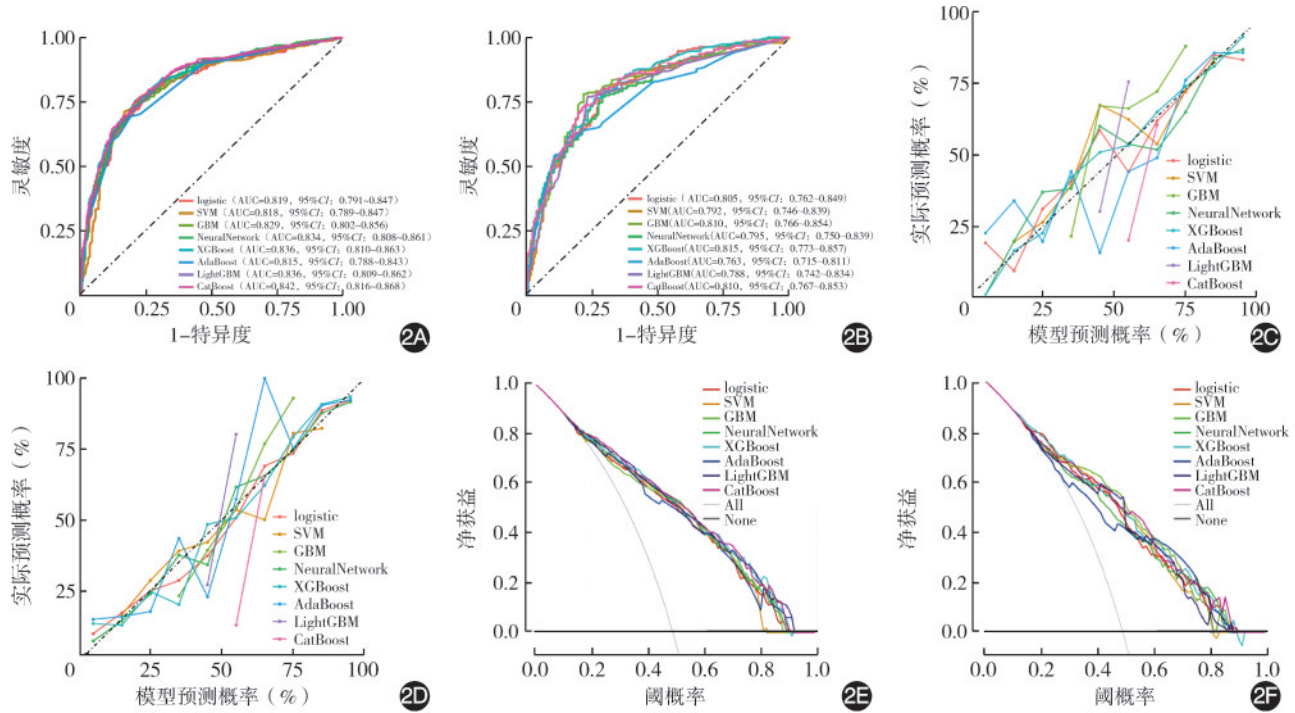 1.00
0.75
0.50
0.25
灵敏度
logistic（AUC=0.819，95%CI：0.791~0.847）
SVM（AUC=0.818，95%CI：0.789~0.847）
GBM（AUC=0.829，95%CI：0.802~0.856）
NeuralNetwork（AUC=0.834，95%CI：0.808~0.861）
XGBoost（AUC=0.836，95%CI：0.810~0.863）
AdaBoost（AUC=0.815，95%CI：0.788~0.843）
LightGBM（AUC=0.836，95%CI：0.809~0.862）
CatBoost（AUC=0.842，95%CI：0.816~0.868）
0 0.25 0.50 0.75 1.00
1-特异度
2A
1.00
0.75
0.50
0.25
灵敏度
logistic（AUC=0.805，95%CI：0.762~0.849）
SVM(AUC=0.792，95%CI：0.746~0.839）
GBM(AUC=0.810，95%CI：0.766~0.854）
NeuralNetwork(AUC=0.795，95%CI：0.750~0.839）
XGBoost(AUC=0.815，95%CI：0.773~0.857）
AdaBoost(AUC=0.763，95%CI：0.715~0.811）
LightGBM(AUC=0.788，95%CI：0.742~0.834）
CatBoost(AUC=0.810，95%CI：0.767~0.853）
0 0.25 0.50 0.75 1.00
1-特异度
2B
100
75
50
25
实际预测概率（%）
logistic
SVM
GBM
NeuralNetwork
XGBoost
AdaBoost
LightGBM
CatBoost
0 25 50 75 100
模型预测概率（%）
2C
100
75
50
25
实际预测概率（%）
logistic
SVM
GBM
NeuralNetwork
XGBoost
AdaBoost
LightGBM
CatBoost
0 25 50 75 100
模型预测概率（%）
2D
1.0
0.8
0.6
0.4
0.2
0.0
净获益
logistic
SVM
GBM
NeuralNetwork
XGBoost
AdaBoost
LightGBM
CatBoost
All
None
0.0 0.2 0.4 0.6 0.8 1.0
阈概率
2E
1.0
0.8
0.6
0.4
0.2
0.0
净获益
logistic
SVM
GBM
NeuralNetwork
XGBoost
AdaBoost
LightGBM
CatBoost
All
None
0.0 0.2 0.4 0.6 0.8 1.0
阈概率
2F